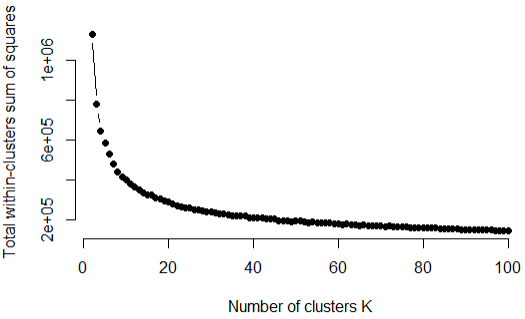 Total within-clusters sum of squares
1e+06
6e+05
2e+05
0 20 40 60 80 100
Number of clusters K